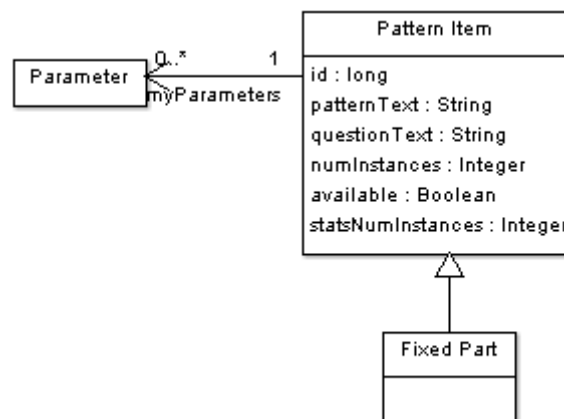 Pattern Item
0..*
1
Parameter
myParameters
id : long
patternText : String
questionText : String
numInstances : Integer
available : Boolean
statsNumInstances : Integer
Fixed Part